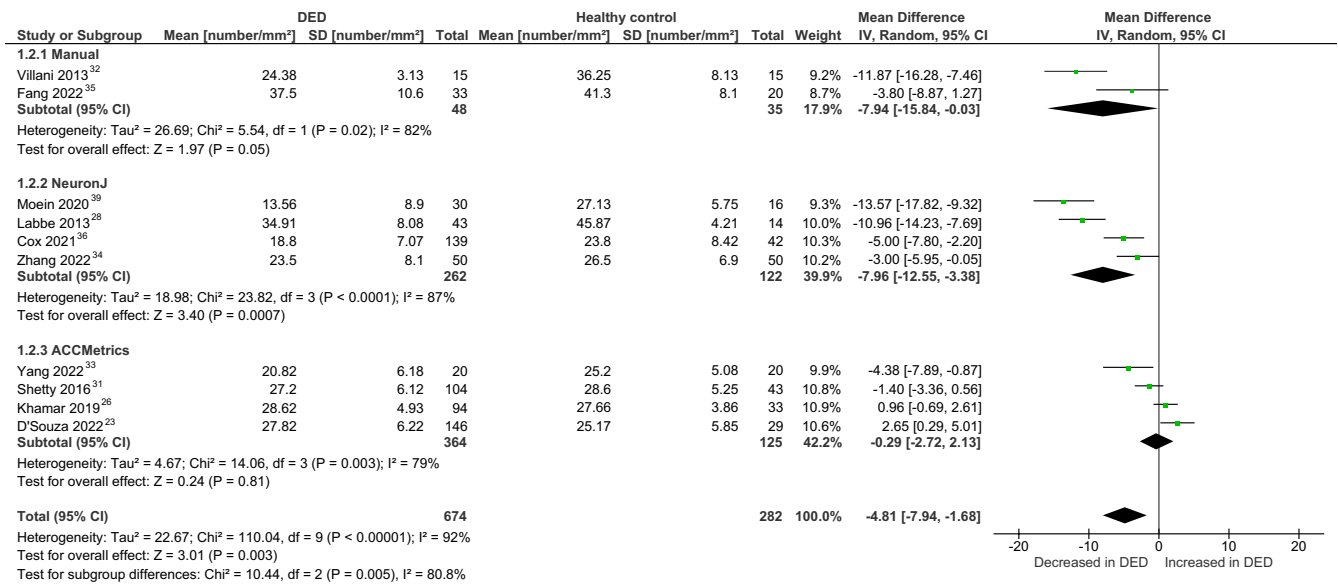 DED Healthy control Mean Difference Mean Difference
Study or Subgroup Mean [number/mm²] SD [number/mm²] Total Mean [number/mm²] SD [number/mm²] Total Weight IV, Random, 95% CI IV, Random, 95% CI
1.2.1 Manual
Villani 2013³² 24.38 3.13 15 36.25 8.13 15 9.2% -11.87 [-16.28, -7.46]
Fang 2022³⁵ 37.5 10.6 33 41.3 8.1 20 8.7% -3.80 [-8.87, 1.27]
Subtotal (95% CI) 48 35 17.9% -7.94 [-15.84, -0.03]
Heterogeneity: Tau² = 26.69; Chi² = 5.54, df = 1 (P = 0.02); I² = 82%
Test for overall effect: Z = 1.97 (P = 0.05)
1.2.2 NeuronJ
Moein 2020³⁹ 13.56 8.9 30 27.13 5.75 16 9.3% -13.57 [-17.82, -9.32]
Labbe 2013²⁸ 34.91 8.08 43 45.87 4.21 14 10.0% -10.96 [-14.23, -7.69]
Cox 2021³⁶ 18.8 7.07 139 23.8 8.42 42 10.3% -5.00 [-7.80, -2.20]
Zhang 2022³⁴ 23.5 8.1 50 26.5 6.9 50 10.2% -3.00 [-5.95, -0.05]
Subtotal (95% CI) 262 122 39.9% -7.96 [-12.55, -3.38]
Heterogeneity: Tau² = 18.98; Chi² = 23.82, df = 3 (P < 0.0001); I² = 87%
Test for overall effect: Z = 3.40 (P = 0.0007)
1.2.3 ACCMetrics
Yang 2022³³ 20.82 6.18 20 25.2 5.08 20 9.9% -4.38 [-7.89, -0.87]
Shetty 2016³¹ 27.2 6.12 104 28.6 5.25 43 10.8% -1.40 [-3.36, 0.56]
Khamar 2019²⁶ 28.62 4.93 94 27.66 3.86 33 10.9% 0.96 [-0.69, 2.61]
D'Souza 2022²³ 27.82 6.22 146 25.17 5.85 29 10.6% 2.65 [0.29, 5.01]
Subtotal (95% CI) 364 125 42.2% -0.29 [-2.72, 2.13]
Heterogeneity: Tau² = 4.67; Chi² = 14.06, df = 3 (P = 0.003); I² = 79%
Test for overall effect: Z = 0.24 (P = 0.81)
Total (95% CI) 674 282 100.0% -4.81 [-7.94, -1.68]
Heterogeneity: Tau² = 22.67; Chi² = 110.04, df = 9 (P < 0.00001); I² = 92%
Test for overall effect: Z = 3.01 (P = 0.003)
Test for subgroup differences: Chi² = 10.44, df = 2 (P = 0.005), I² = 80.8%
-20 -10 0 10 20
Decreased in DED Increased in DED